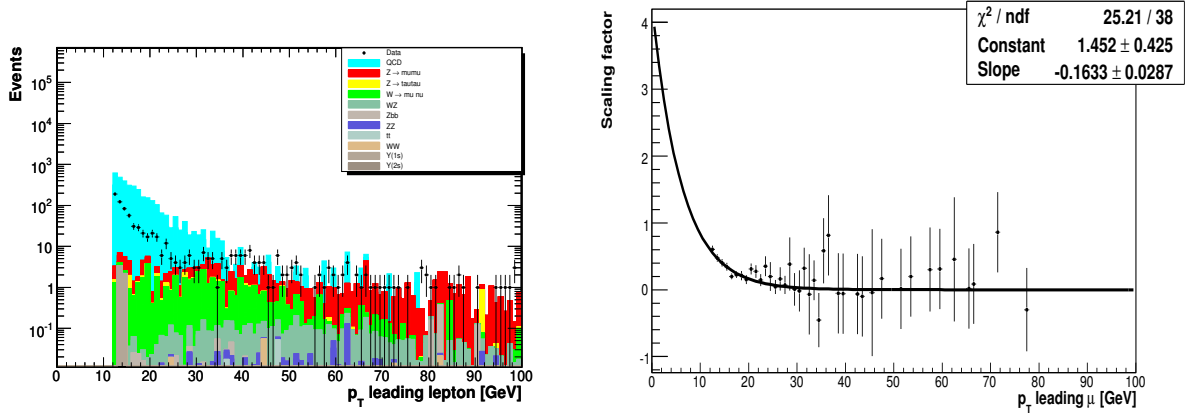 Events
10^5
10^4
10^3
10^2
10
1
10^-1
Data
QCD
Z → mumu
Z → tautau
W → mu nu
WZ
Zbb
ZZ
tt
WW
Y(1s)
Y(2s)
0 10 20 30 40 50 60 70 80 90 100
p_T leading lepton [GeV]
Scaling factor
χ² / ndf 25.21 / 38
Constant 1.452 ± 0.425
Slope -0.1633 ± 0.0287
4
3
2
1
0
-1
0 10 20 30 40 50 60 70 80 90 100
p_T leading μ [GeV]